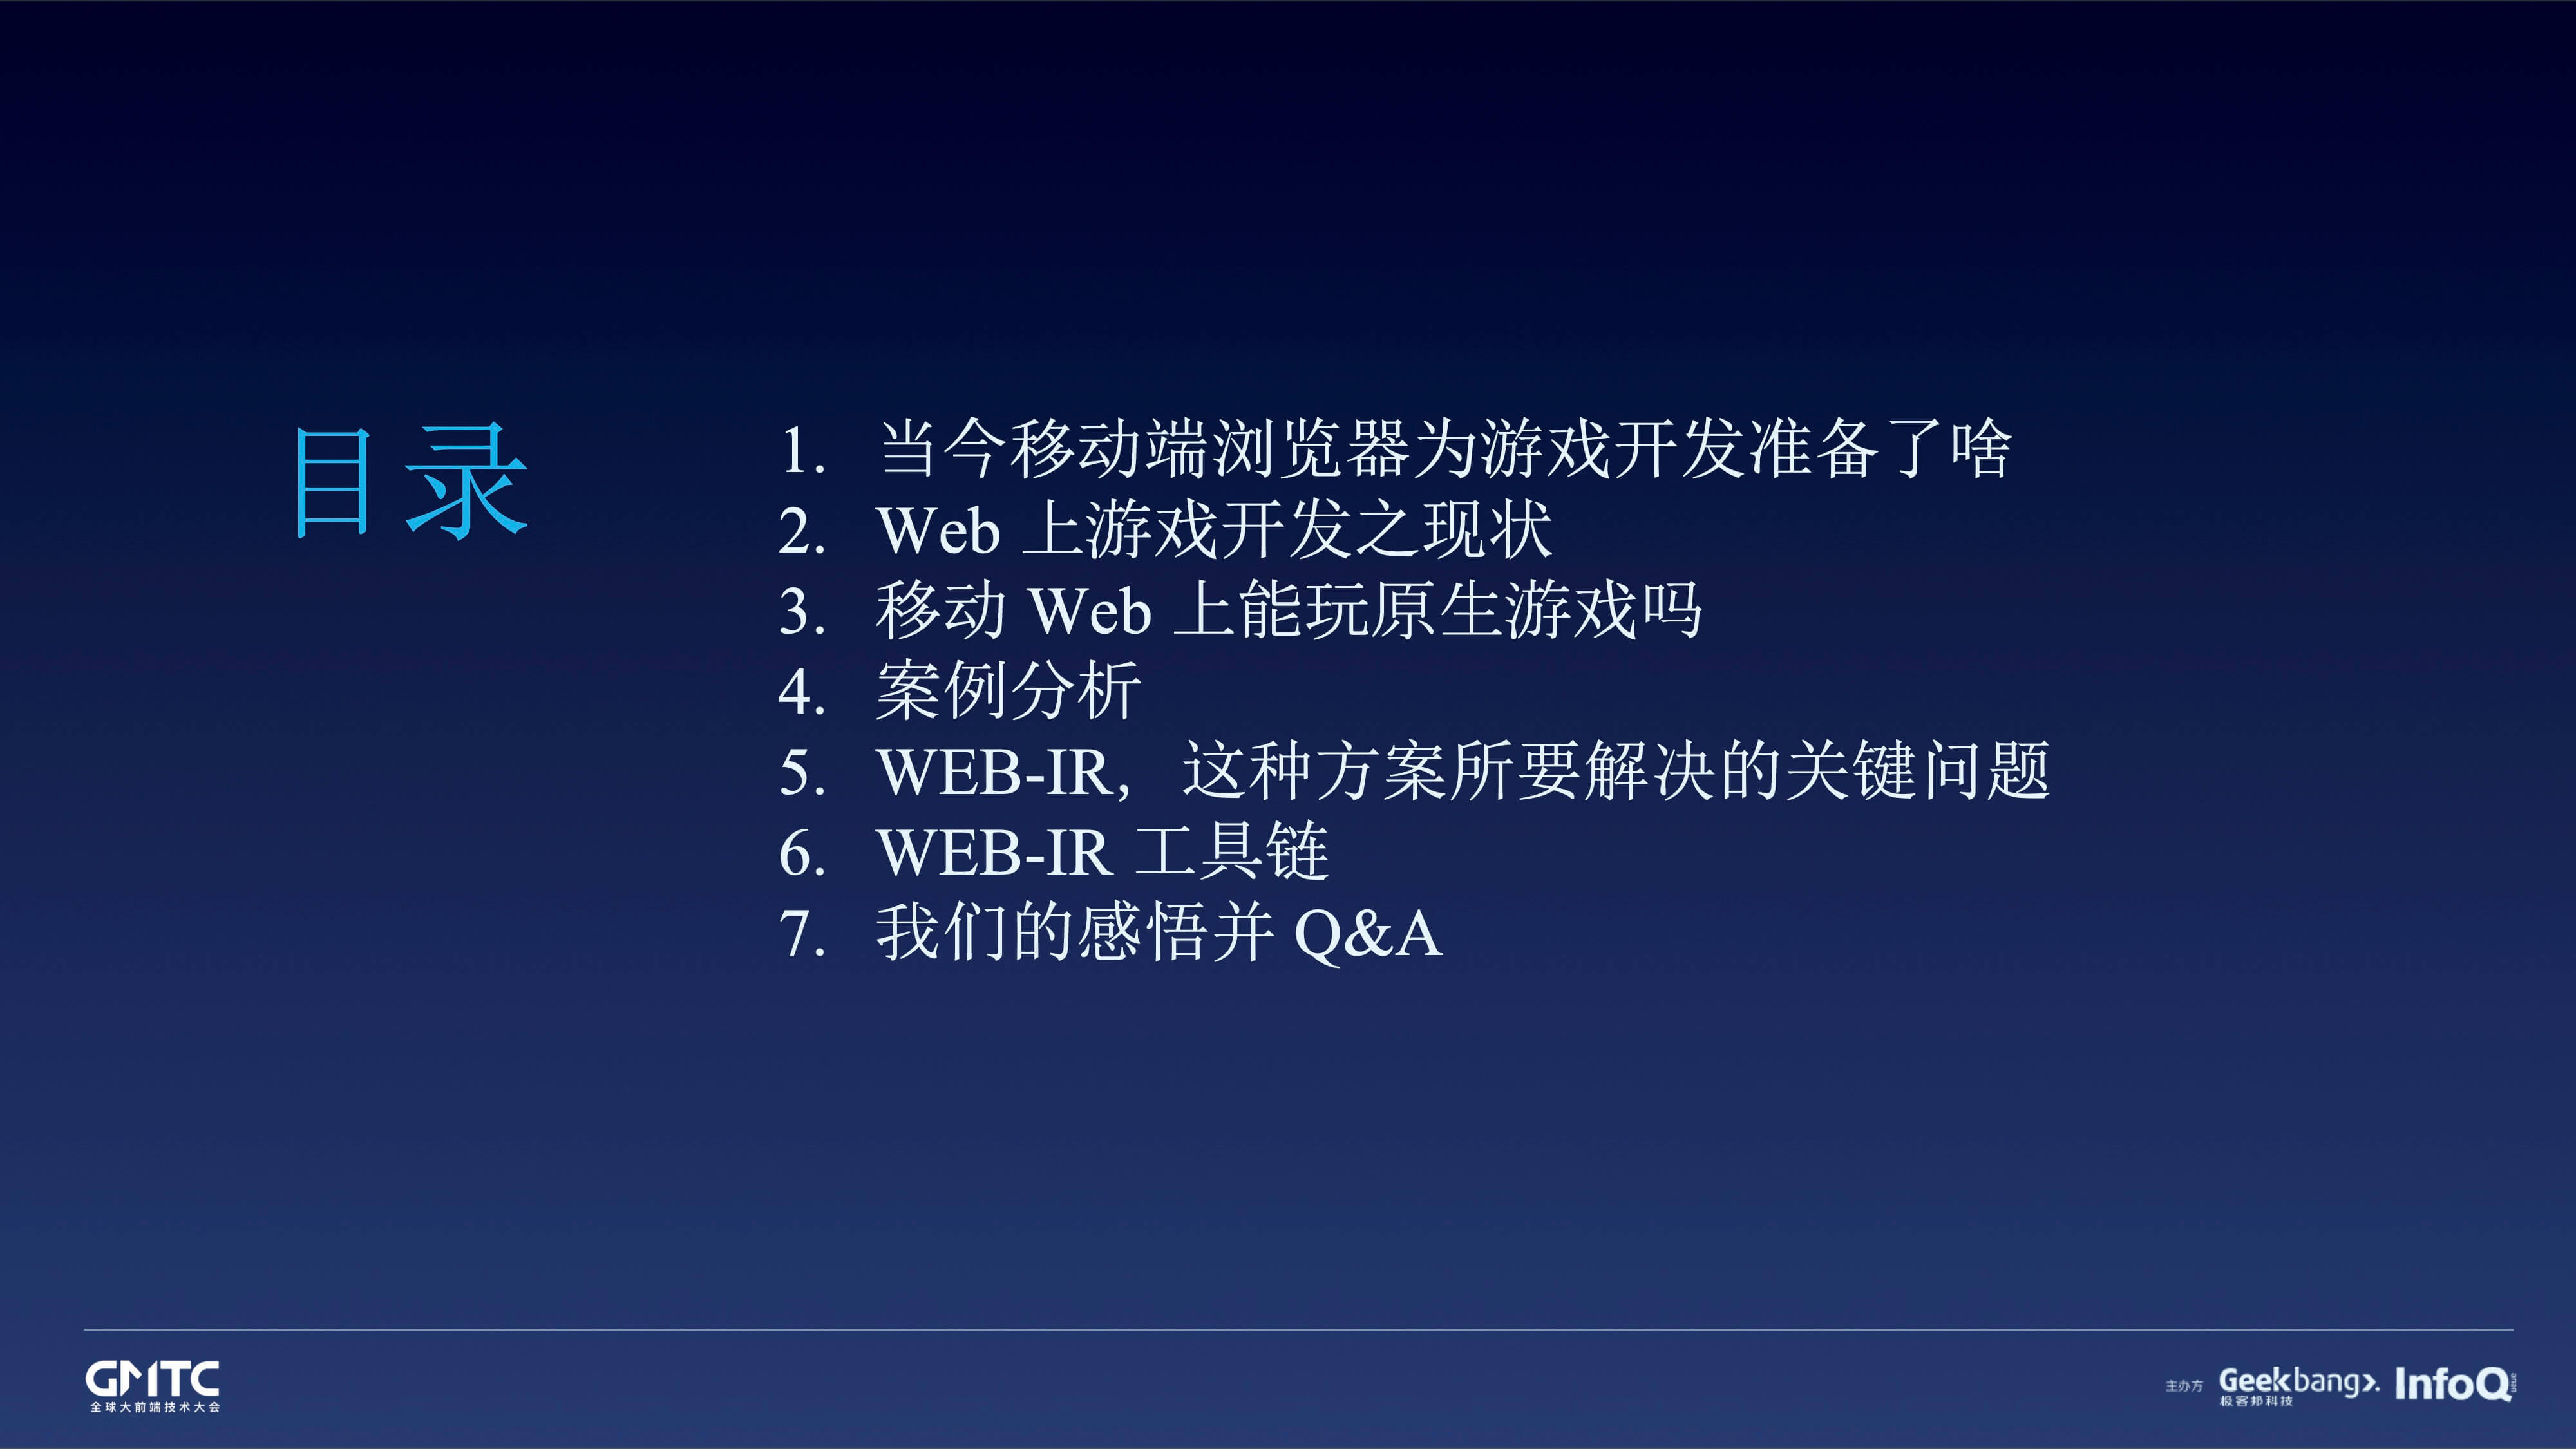 目录
1. 当今移动端浏览器为游戏开发准备了啥
2. Web 上游戏开发之现状
3. 移动 Web 上能玩原生游戏吗
4. 案例分析
5. WEB-IR，这种方案所要解决的关键问题
6. WEB-IR 工具链
7. 我们的感悟并 Q&A
GMTC
全球大前端技术大会
主办方 Geekbang>. InfoQ
极客邦科技